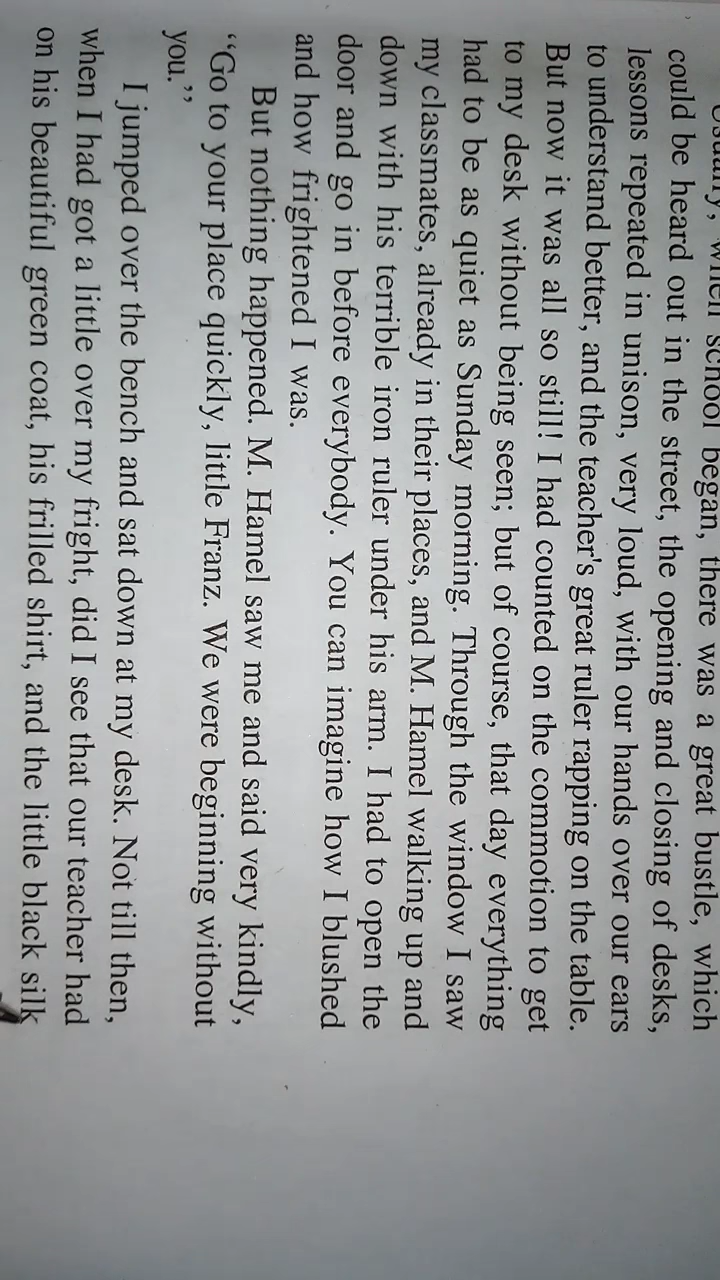 Usually, when school began, there was a great bustle, which
could be heard out in the street, the opening and closing of desks,
lessons repeated in unison, very loud, with our hands over our ears
to understand better, and the teacher's great ruler rapping on the table.
But now it was all so still! I had counted on the commotion to get
to my desk without being seen; but of course, that day everything
had to be as quiet as Sunday morning. Through the window I saw
my classmates, already in their places, and M. Hamel walking up and
down with his terrible iron ruler under his arm. I had to open the
door and go in before everybody. You can imagine how I blushed
and how frightened I was.
But nothing happened. M. Hamel saw me and said very kindly,
“Go to your place quickly, little Franz. We were beginning without
you.”
I jumped over the bench and sat down at my desk. Not till then,
when I had got a little over my fright, did I see that our teacher had
on his beautiful green coat, his frilled shirt, and the little black silk